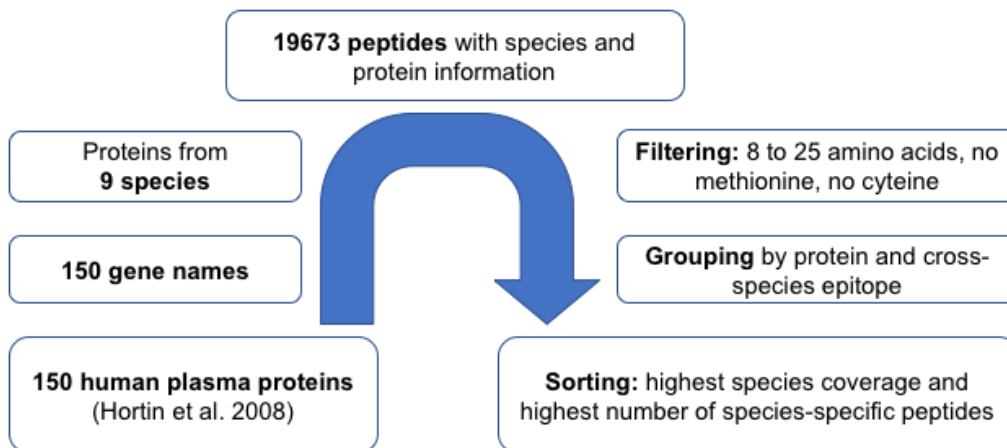 19673 peptides with species and
protein information
Proteins from
9 species
Filtering: 8 to 25 amino acids, no
methionine, no cyteine
150 gene names
Grouping by protein and cross-
species epitope
150 human plasma proteins
(Hortin et al. 2008)
Sorting: highest species coverage and
highest number of species-specific peptides